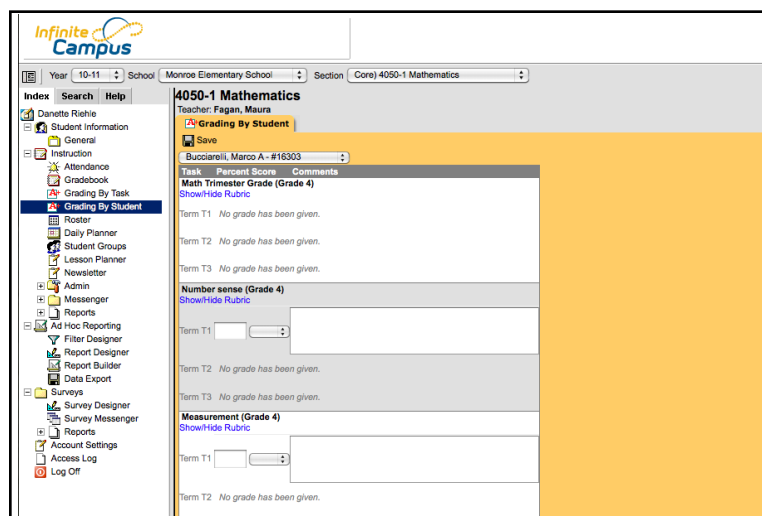 Infinite
Campus
Year 10-11 School Monroe Elementary School Section Core) 4050-1 Mathematics
Index Search Help
Danette Riehle
Student Information
General
Instruction
Attendance
Gradebook
Grading By Task
Grading By Student
Roster
Daily Planner
Student Groups
Lesson Planner
Newsletter
Admin
Messenger
Reports
Ad Hoc Reporting
Filter Designer
Report Designer
Report Builder
Data Export
Surveys
Survey Designer
Survey Messenger
Reports
Account Settings
Access Log
Log Off
4050-1 Mathematics
Teacher: Fagan, Maura
Grading By Student
Save
Bucciarelli, Marco A - #16303
Task Percent Score Comments
Math Trimester Grade (Grade 4)
Show/Hide Rubric
Term T1 No grade has been given.
Term T2 No grade has been given.
Term T3 No grade has been given.
Number sense (Grade 4)
Show/Hide Rubric
Term T1
Term T2 No grade has been given.
Term T3 No grade has been given.
Measurement (Grade 4)
Show/Hide Rubric
Term T1
Term T2 No grade has been given.